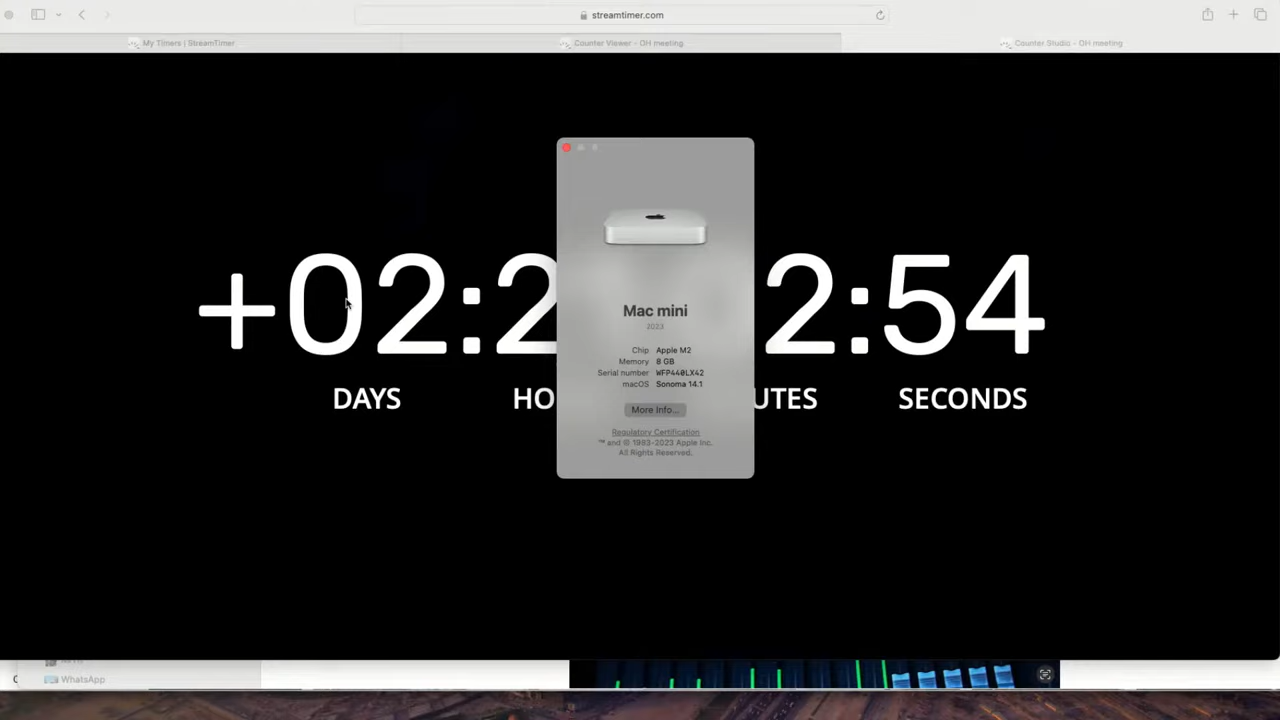 streamtimer.com
My Timers | StreamTimer
Counter Viewer - OH meeting
Counter Studio - OH meeting
+02:2
2:54
DAYS
HO
UTES
SECONDS
Mac mini
2023
Chip Apple M2
Memory 8 GB
Serial number WFP440LX42
macOS Sonoma 14.1
More Info...
Regulatory Certification
™ and © 1983-2023 Apple Inc.
All Rights Reserved.
WhatsApp